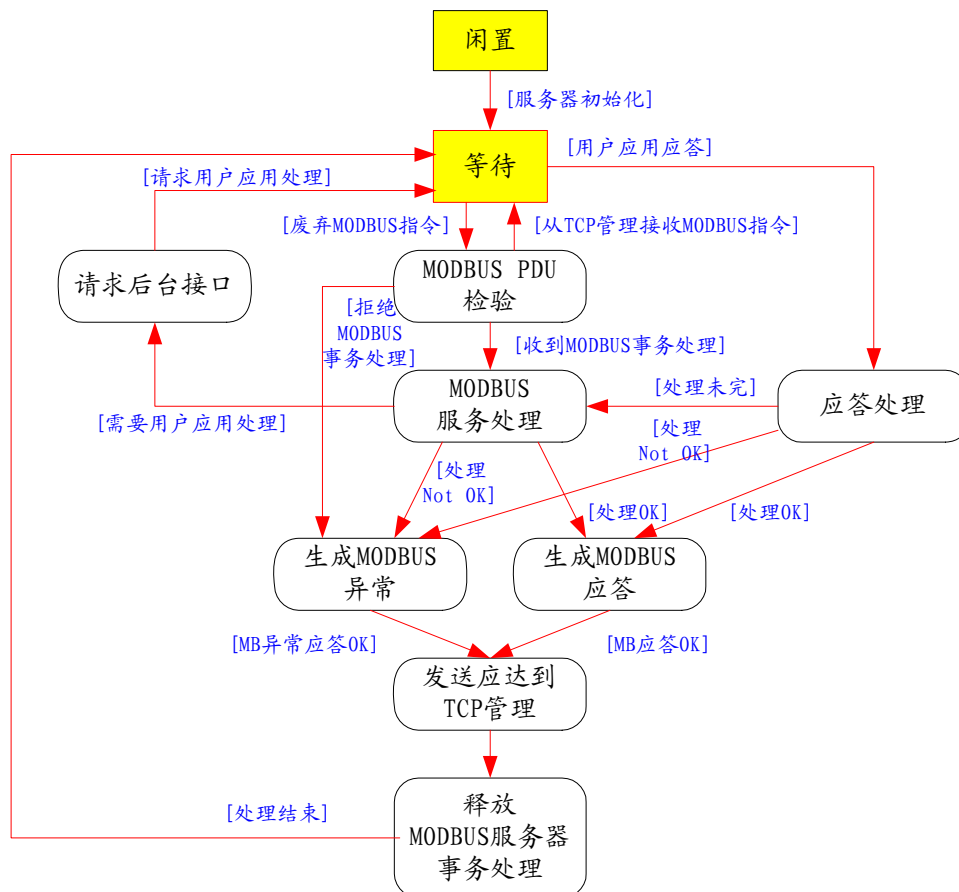 闲置
[服务器初始化]
等待
[用户应用应答]
[请求用户应用处理]
[废弃MODBUS指令]
[从TCP管理接收MODBUS指令]
请求后台接口
MODBUS PDU
检验
[拒绝
MODBUS
事务处理]
[收到MODBUS事务处理]
MODBUS
服务处理
[处理未完]
应答处理
[需要用户应用处理]
[处理
Not OK]
[处理
Not OK]
[处理OK]
[处理OK]
生成MODBUS
异常
生成MODBUS
应答
[MB异常应答OK]
[MB应答OK]
发送应达到
TCP管理
[处理结束]
释放
MODBUS服务器
事务处理